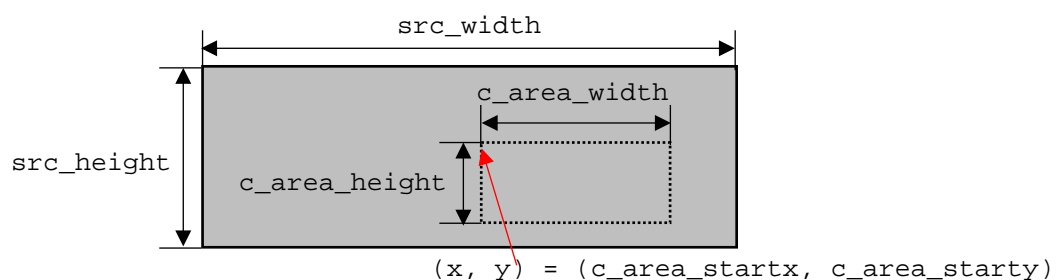 src_width
c_area_width
src_height
c_area_height
(x, y) = (c_area_startx, c_area_starty)